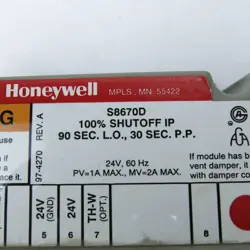 Honeywell MPLS., MN. 55422
S8670D
100% SHUTOFF IP
90 SEC. L.O., 30 SEC. P.P.
24V, 60 Hz
PV=1A MAX., MV=2A MAX.
97-4270 REV. A
G
use
If module has b
vent damper, it
with damper co
24V (GND)
24V
TH-W (OPT.)
5
6
7
8